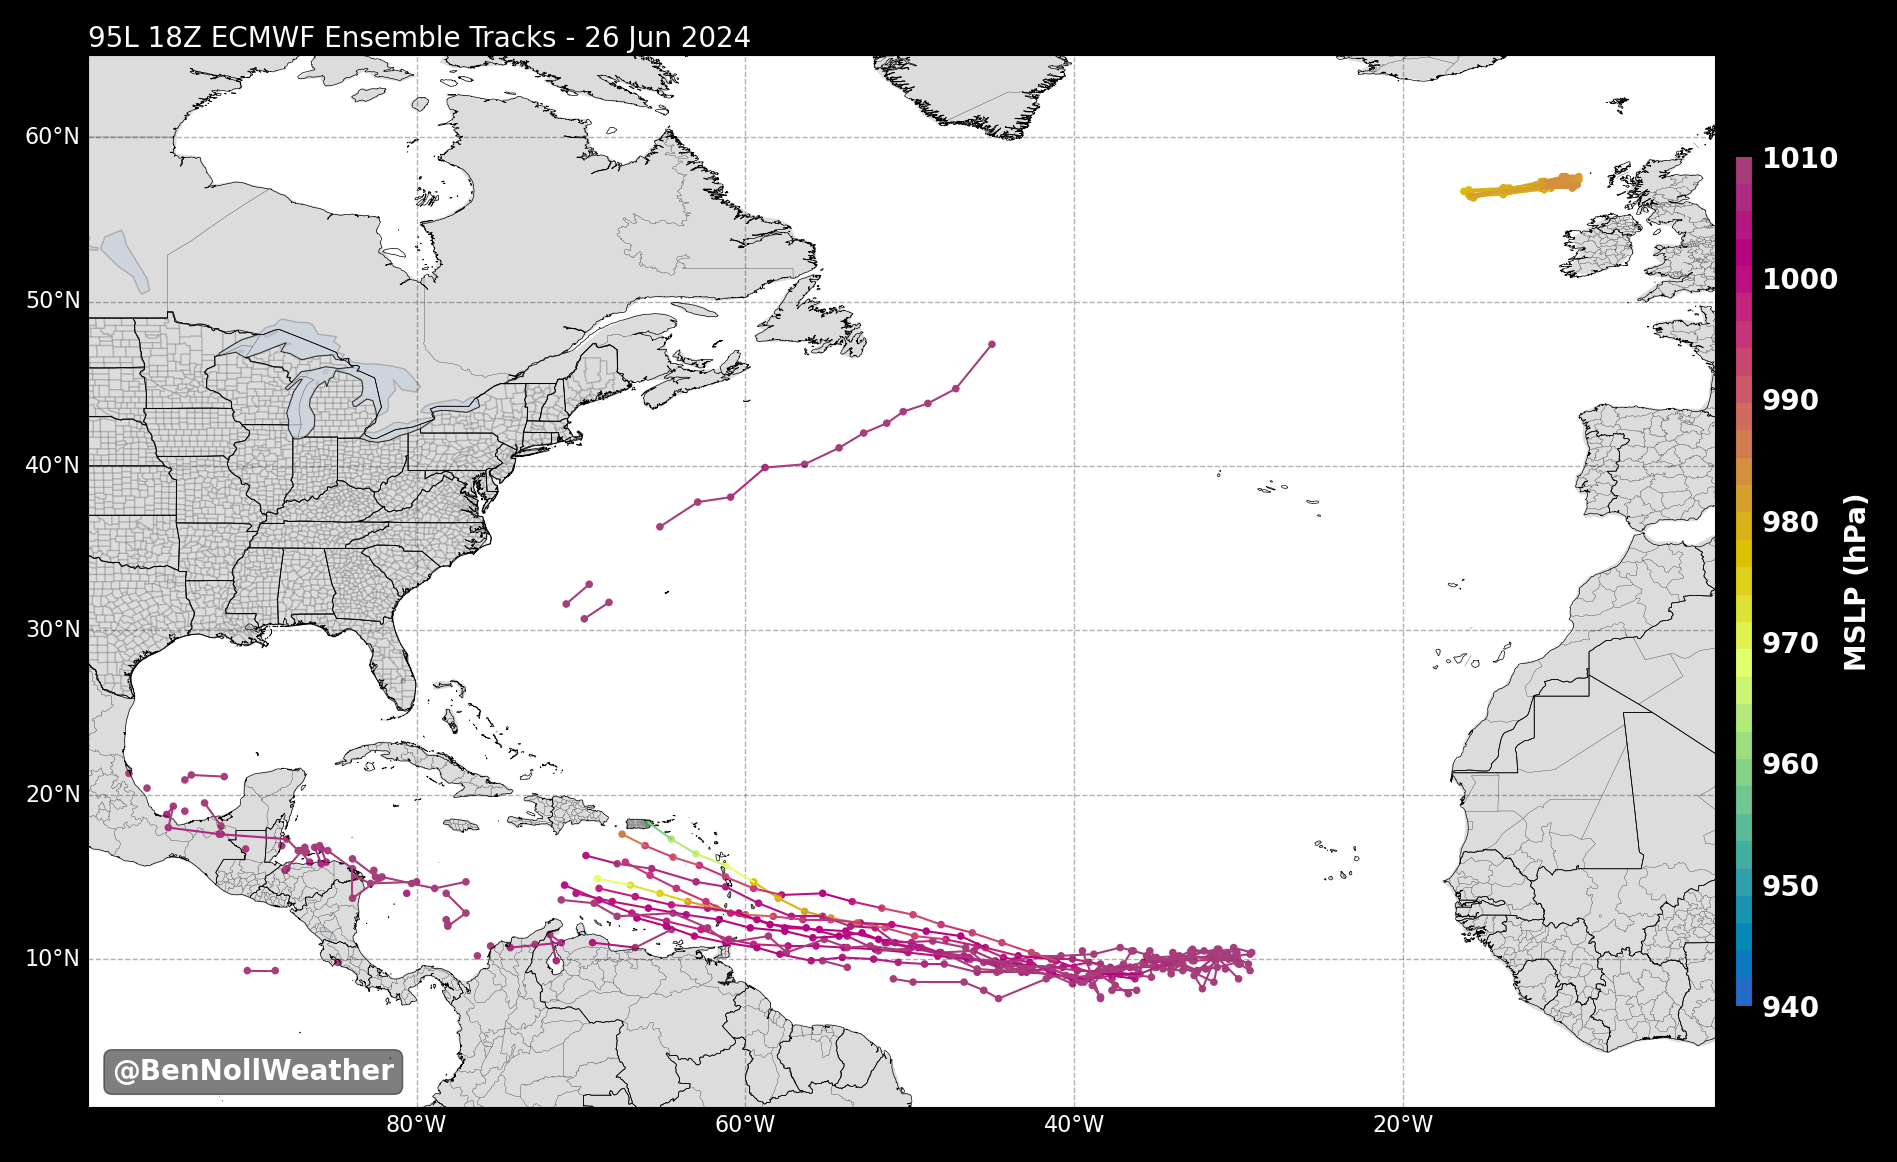 95L 18Z ECMWF Ensemble Tracks - 26 Jun 2024
60°N
50°N
40°N
30°N
20°N
10°N
80°W
60°W
40°W
20°W
1010
1000
990
980
970
960
950
940
MSLP (hPa)
@BenNollWeather